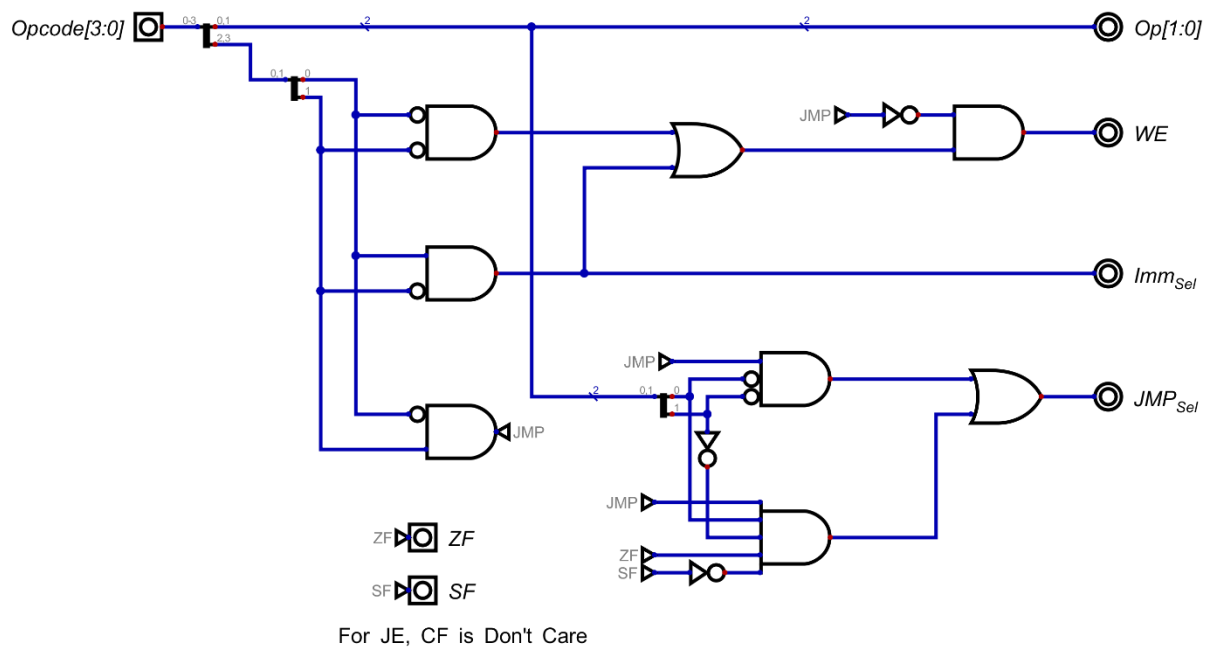 Opcode[3:0]
0-3
0,1
2
2
Op[1:0]
2,3
0,1
0
1
JMP
WE
Imm_Sel
JMP
2
0,1
0
1
JMP_Sel
JMP
JMP
ZF
ZF
ZF
SF
SF
SF
For JE, CF is Don't Care